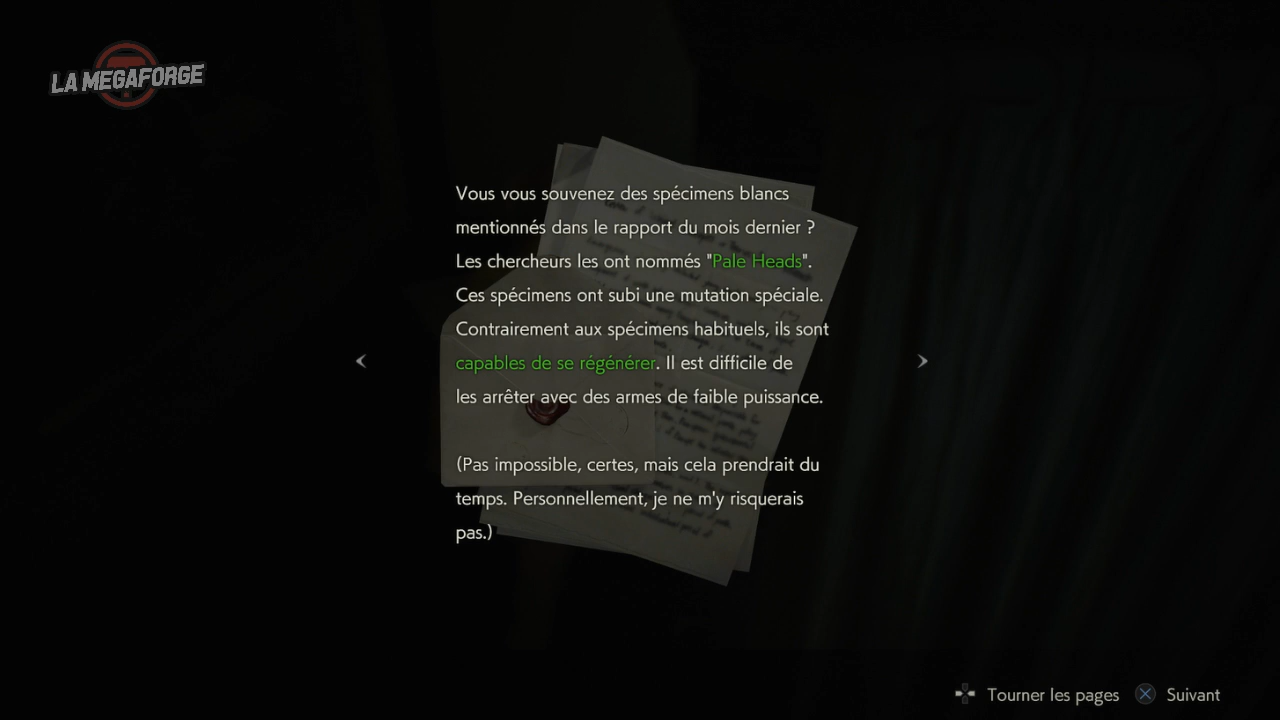 LA MEGAFORGE
Vous vous souvenez des spécimens blancs
mentionnés dans le rapport du mois dernier ?
Les chercheurs les ont nommés "Pale Heads".
Ces spécimens ont subi une mutation spéciale.
Contrairement aux spécimens habituels, ils sont
capables de se régénérer. Il est difficile de
les arrêter avec des armes de faible puissance.
(Pas impossible, certes, mais cela prendrait du
temps. Personnellement, je ne m'y risquerais
pas.)
Tourner les pages
Suivant